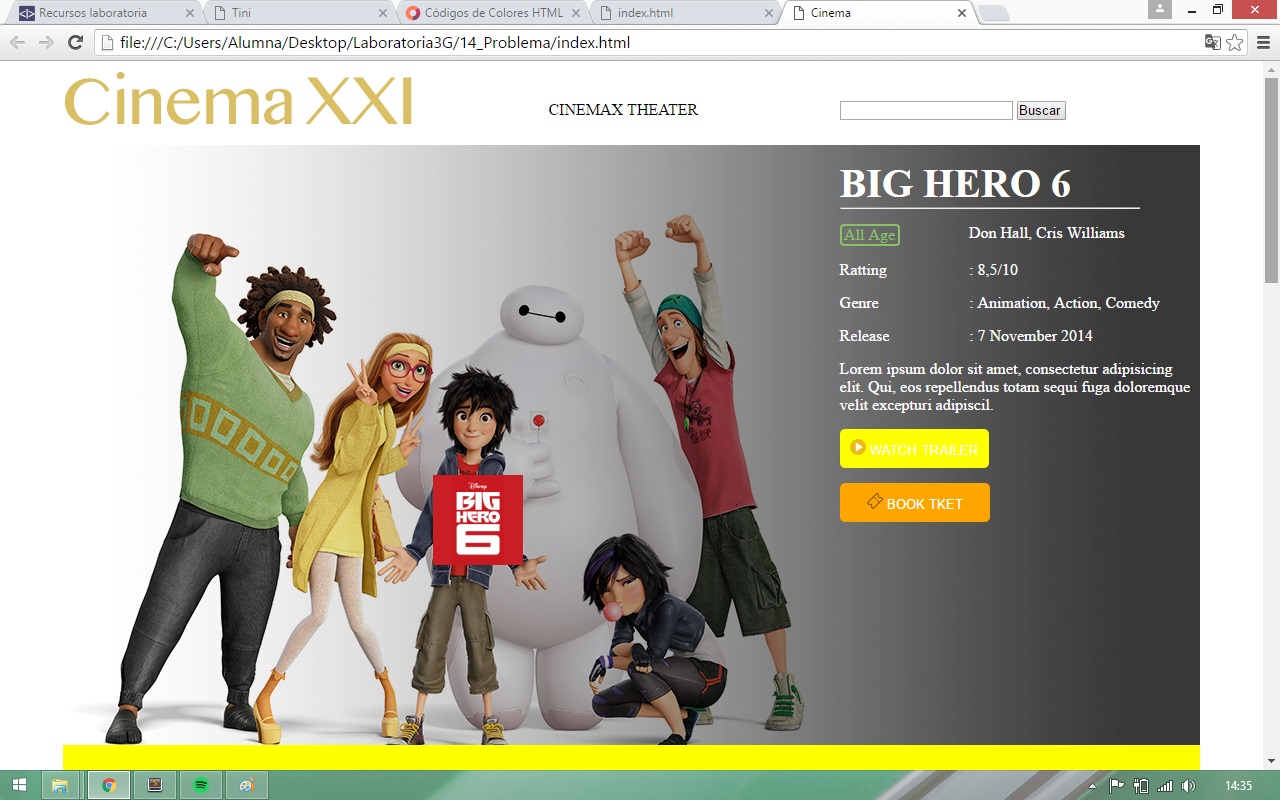 Recursos laboratoria
Tini
Códigos de Colores HTML
index.html
Cinema
file:///C:/Users/Alumna/Desktop/Laboratoria3G/14_Problema/index.html
Cinema XXI
CINEMAX THEATER
Buscar
BIG HERO 6
All Age
Don Hall, Cris Williams
Ratting : 8,5/10
Genre : Animation, Action, Comedy
Release : 7 November 2014
Lorem ipsum dolor sit amet, consectetur adipisicing
elit. Qui, eos repellendus totam sequi fuga doloremque
velit excepturi adipiscil.
WATCH TRAILER
BOOK TKET
Disney
BIG
HERO
6
14:35